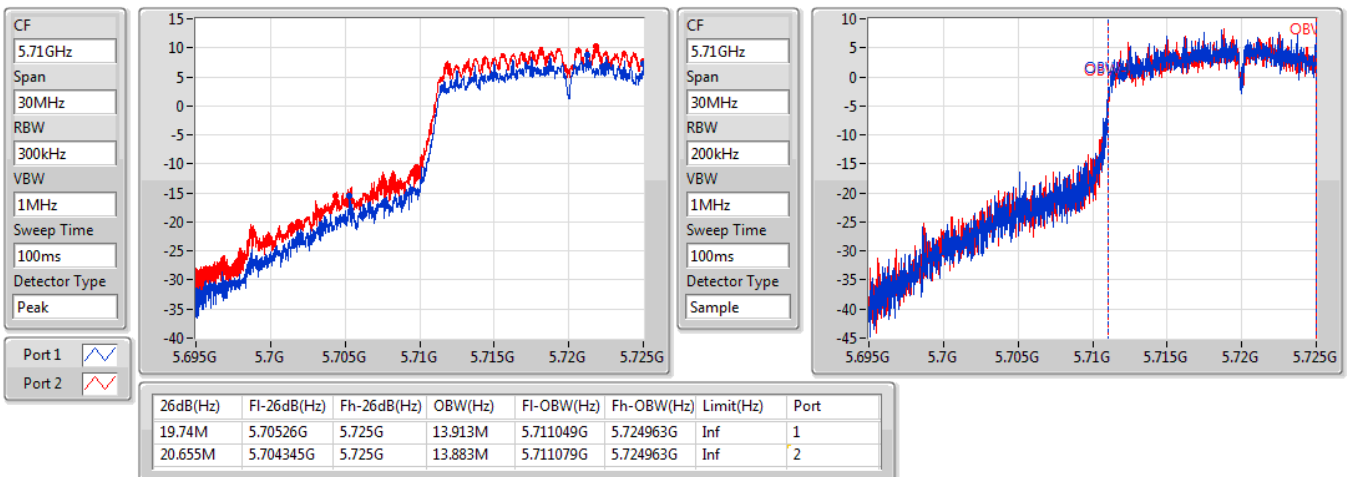 CF
5.71GHz
Span
30MHz
RBW
300kHz
VBW
1MHz
Sweep Time
100ms
Detector Type
Peak
Port 1
Port 2
15
10
5
0
-5
-10
-15
-20
-25
-30
-35
-40
5.695G 5.7G 5.705G 5.71G 5.715G 5.72G 5.725G
CF
5.71GHz
Span
30MHz
RBW
200kHz
VBW
1MHz
Sweep Time
100ms
Detector Type
Sample
10
5
0
-5
-10
-15
-20
-25
-30
-35
-40
-45
5.695G 5.7G 5.705G 5.71G 5.715G 5.72G 5.725G
26dB(Hz) Fl-26dB(Hz) Fh-26dB(Hz) OBW(Hz) Fl-OBW(Hz) Fh-OBW(Hz) Limit(Hz) Port
19.74M 5.70526G 5.725G 13.913M 5.711049G 5.724963G Inf 1
20.655M 5.704345G 5.725G 13.883M 5.711079G 5.724963G Inf 2